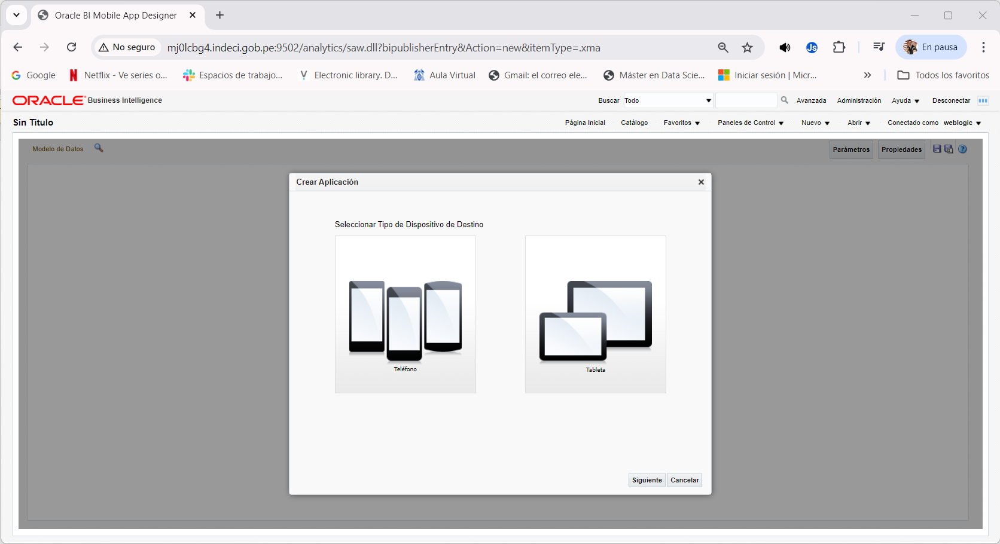 Oracle BI Mobile App Designer
No seguro
mj0lcbg4.indeci.gob.pe:9502/analytics/saw.dll?bipublisherEntry&Action=new&itemType=.xma
Js
En pausa
Google
Netflix - Ve series o...
Espacios de trabajo...
Electronic library. D...
Aula Virtual
Gmail: el correo ele...
Máster en Data Scie...
Iniciar sesión | Micr...
Todos los favoritos
ORACLE Business Intelligence
Buscar Todo
Avanzada
Administración
Ayuda
Desconectar
Sin Título
Página Inicial
Catálogo
Favoritos
Paneles de Control
Nuevo
Abrir
Conectado como weblogic
Modelo de Datos
Parámetros
Propiedades
Crear Aplicación
Seleccionar Tipo de Dispositivo de Destino
Teléfono
Tableta
Siguiente
Cancelar